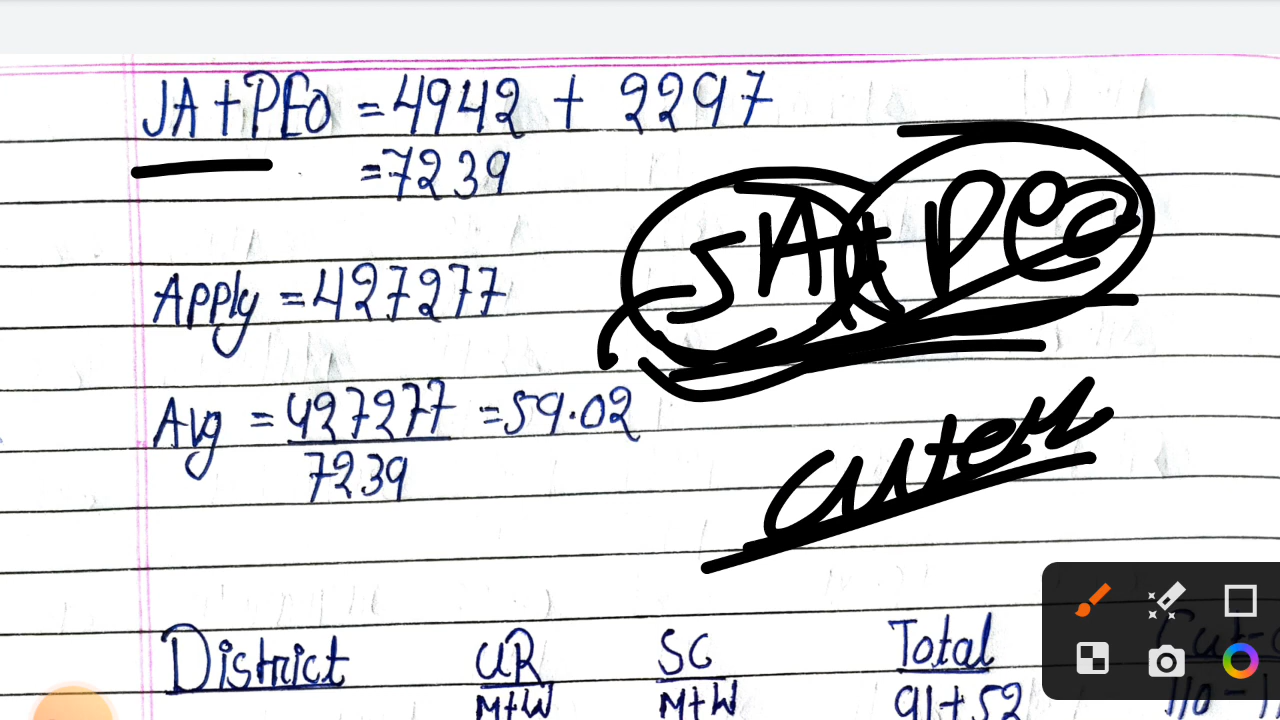 JA+PEO = 4942 + 2297
= 7239
JA+PEO
Apply = 427277
Avg = 427277 = 59.02
7239
District UR SC Total
M+W M+W 91+52 110 -